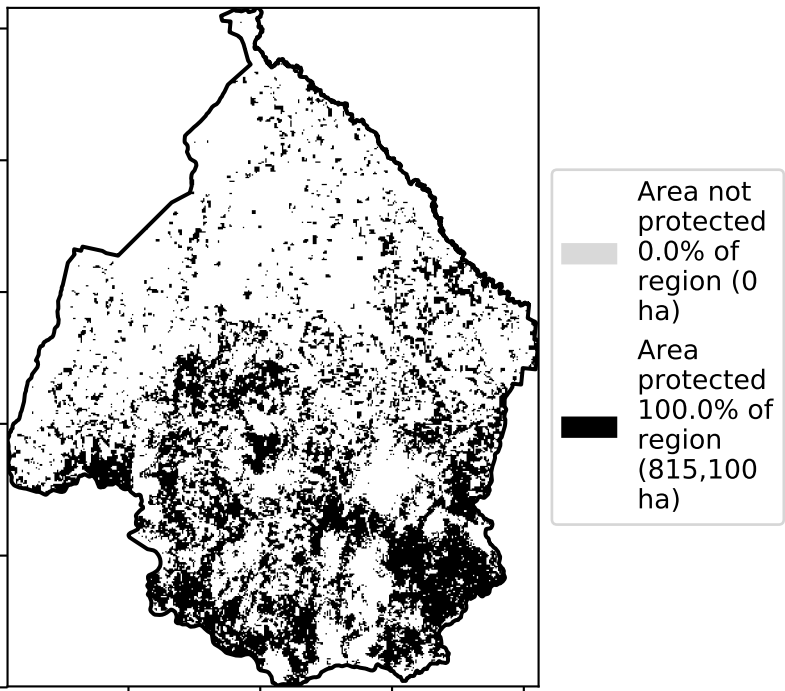 Area not
protected
0.0% of
region (0
ha)
Area
protected
100.0% of
region
(815,100
ha)